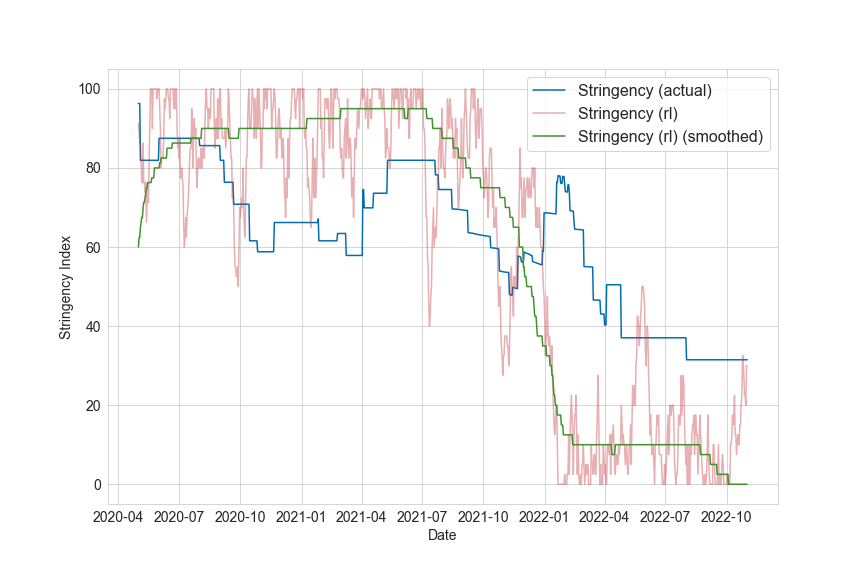 Stringency (actual)
Stringency (rl)
Stringency (rl) (smoothed)
100
80
60
40
20
0
Stringency Index
2020-04 2020-07 2020-10 2021-01 2021-04 2021-07 2021-10 2022-01 2022-04 2022-07 2022-10
Date